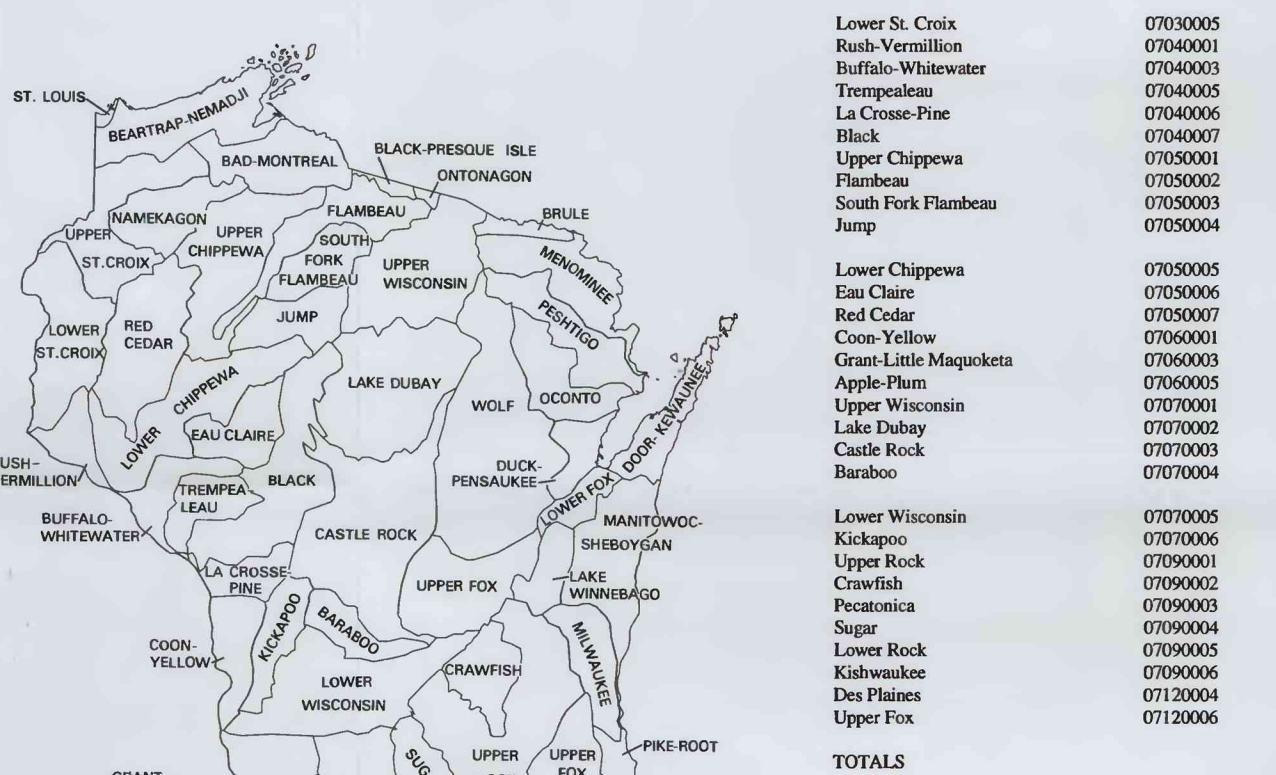 ST. LOUIS
BEARTRAP-NEMADJI
BAD-MONTREAL
BLACK-PRESQUE ISLE
ONTONAGON
NAMEKAGON
UPPER
CHIPPEWA
FLAMBEAU
BRULE
UPPER
ST.CROIX
SOUTH
FORK
FLAMBEAU
UPPER
WISCONSIN
MENOMINEE
LOWER
ST.CROIX
RED
CEDAR
JUMP
PESHTIGO
LOWER
CHIPPEWA
LAKE DUBAY
WOLF
OCONTO
DOOR-KEWAUNEE
EAU CLAIRE
USH-
ERMILLION
TREMPEA-
LEAU
BLACK
DUCK-
PENSAUKEE
LOWER FOX
BUFFALO-
WHITEWATER
CASTLE ROCK
MANITOWOC-
SHEBOYGAN
LA CROSSE-
PINE
UPPER FOX
LAKE
WINNEBAGO
KICKAPOO
BARABOO
MILWAUKEE
COON-
YELLOW
LOWER
WISCONSIN
CRAWFISH
PIKE-ROOT
SUG
UPPER
UPPER
FOX
Lower St. Croix 07030005
Rush-Vermillion 07040001
Buffalo-Whitewater 07040003
Trempealeau 07040005
La Crosse-Pine 07040006
Black 07040007
Upper Chippewa 07050001
Flambeau 07050002
South Fork Flambeau 07050003
Jump 07050004
Lower Chippewa 07050005
Eau Claire 07050006
Red Cedar 07050007
Coon-Yellow 07060001
Grant-Little Maquoketa 07060003
Apple-Plum 07060005
Upper Wisconsin 07070001
Lake Dubay 07070002
Castle Rock 07070003
Baraboo 07070004
Lower Wisconsin 07070005
Kickapoo 07070006
Upper Rock 07090001
Crawfish 07090002
Pecatonica 07090003
Sugar 07090004
Lower Rock 07090005
Kishwaukee 07090006
Des Plaines 07120004
Upper Fox 07120006
TOTALS